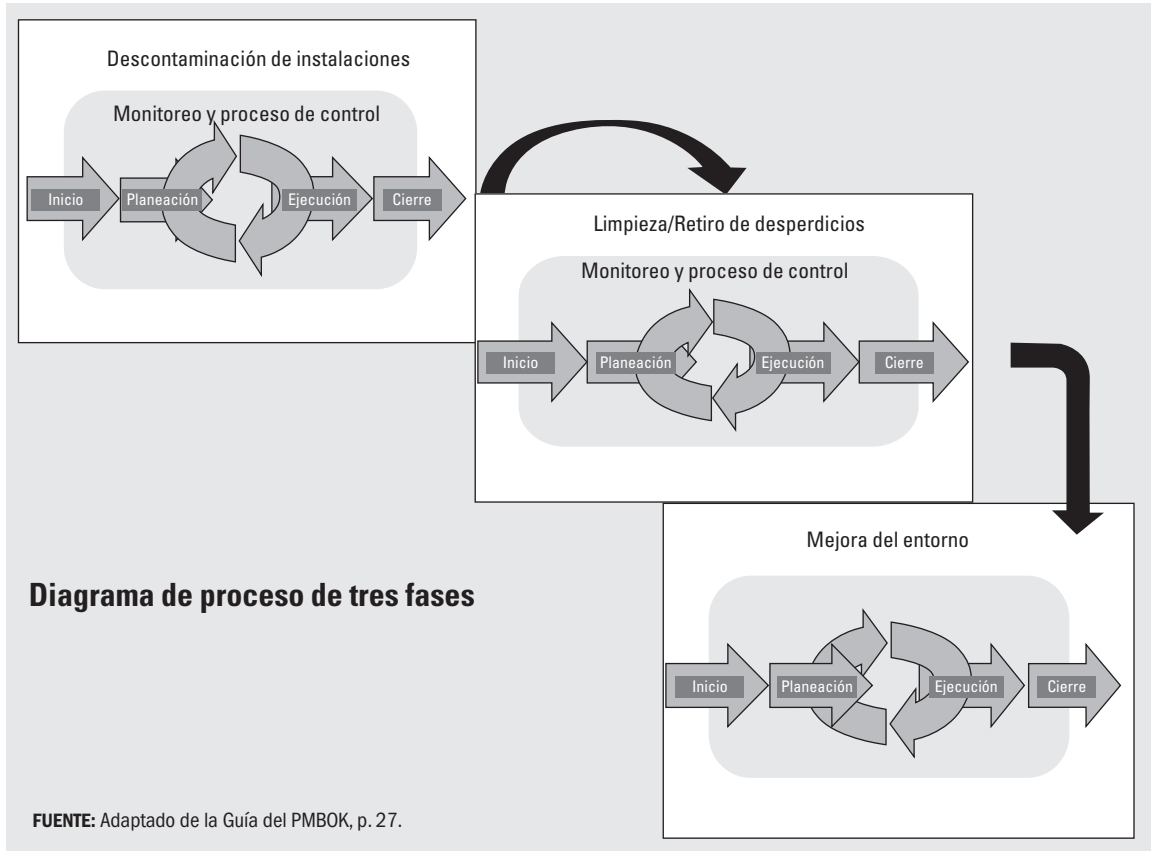 Descontaminación de instalaciones
Monitoreo y proceso de control
Inicio
Planeación
Ejecución
Cierre
Limpieza/Retiro de desperdicios
Monitoreo y proceso de control
Inicio
Planeación
Ejecución
Cierre
Mejora del entorno
Inicio
Planeación
Ejecución
Cierre
Diagrama de proceso de tres fases
FUENTE: Adaptado de la Guía del PMBOK, p. 27.